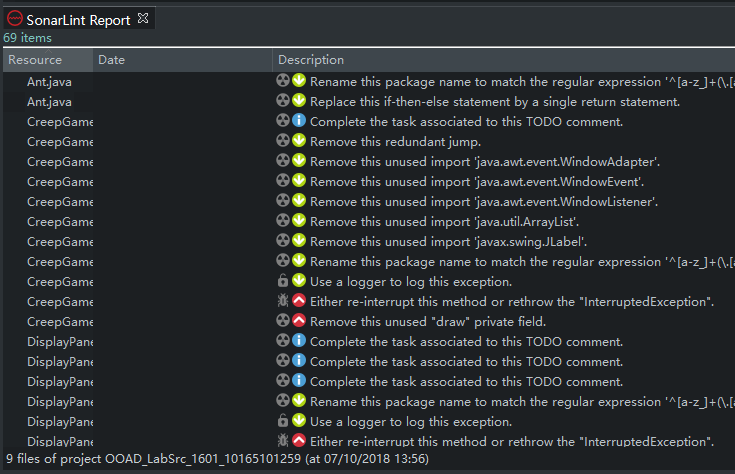 SonarLint Report
69 items
Resource Date Description
Ant.java Rename this package name to match the regular expression '^[a-z_]+(\.[a
Ant.java Replace this if-then-else statement by a single return statement.
CreepGame Complete the task associated to this TODO comment.
CreepGame Remove this redundant jump.
CreepGame Remove this unused import 'java.awt.event.WindowAdapter'.
CreepGame Remove this unused import 'java.awt.event.WindowEvent'.
CreepGame Remove this unused import 'java.awt.event.WindowListener'.
CreepGame Remove this unused import 'java.util.ArrayList'.
CreepGame Remove this unused import 'javax.swing.JLabel'.
CreepGame Rename this package name to match the regular expression '^[a-z_]+(\.[a
CreepGame Use a logger to log this exception.
CreepGame Either re-interrupt this method or rethrow the "InterruptedException".
CreepGame Remove this unused "draw" private field.
DisplayPane Complete the task associated to this TODO comment.
DisplayPane Complete the task associated to this TODO comment.
DisplayPane Complete the task associated to this TODO comment.
DisplayPane Rename this package name to match the regular expression '^[a-z_]+(\.[a
DisplayPane Use a logger to log this exception.
DisplayPane Either re-interrupt this method or rethrow the "InterruptedException".
9 files of project OOAD_LabSrc_1601_10165101259 (at 07/10/2018 13:56)